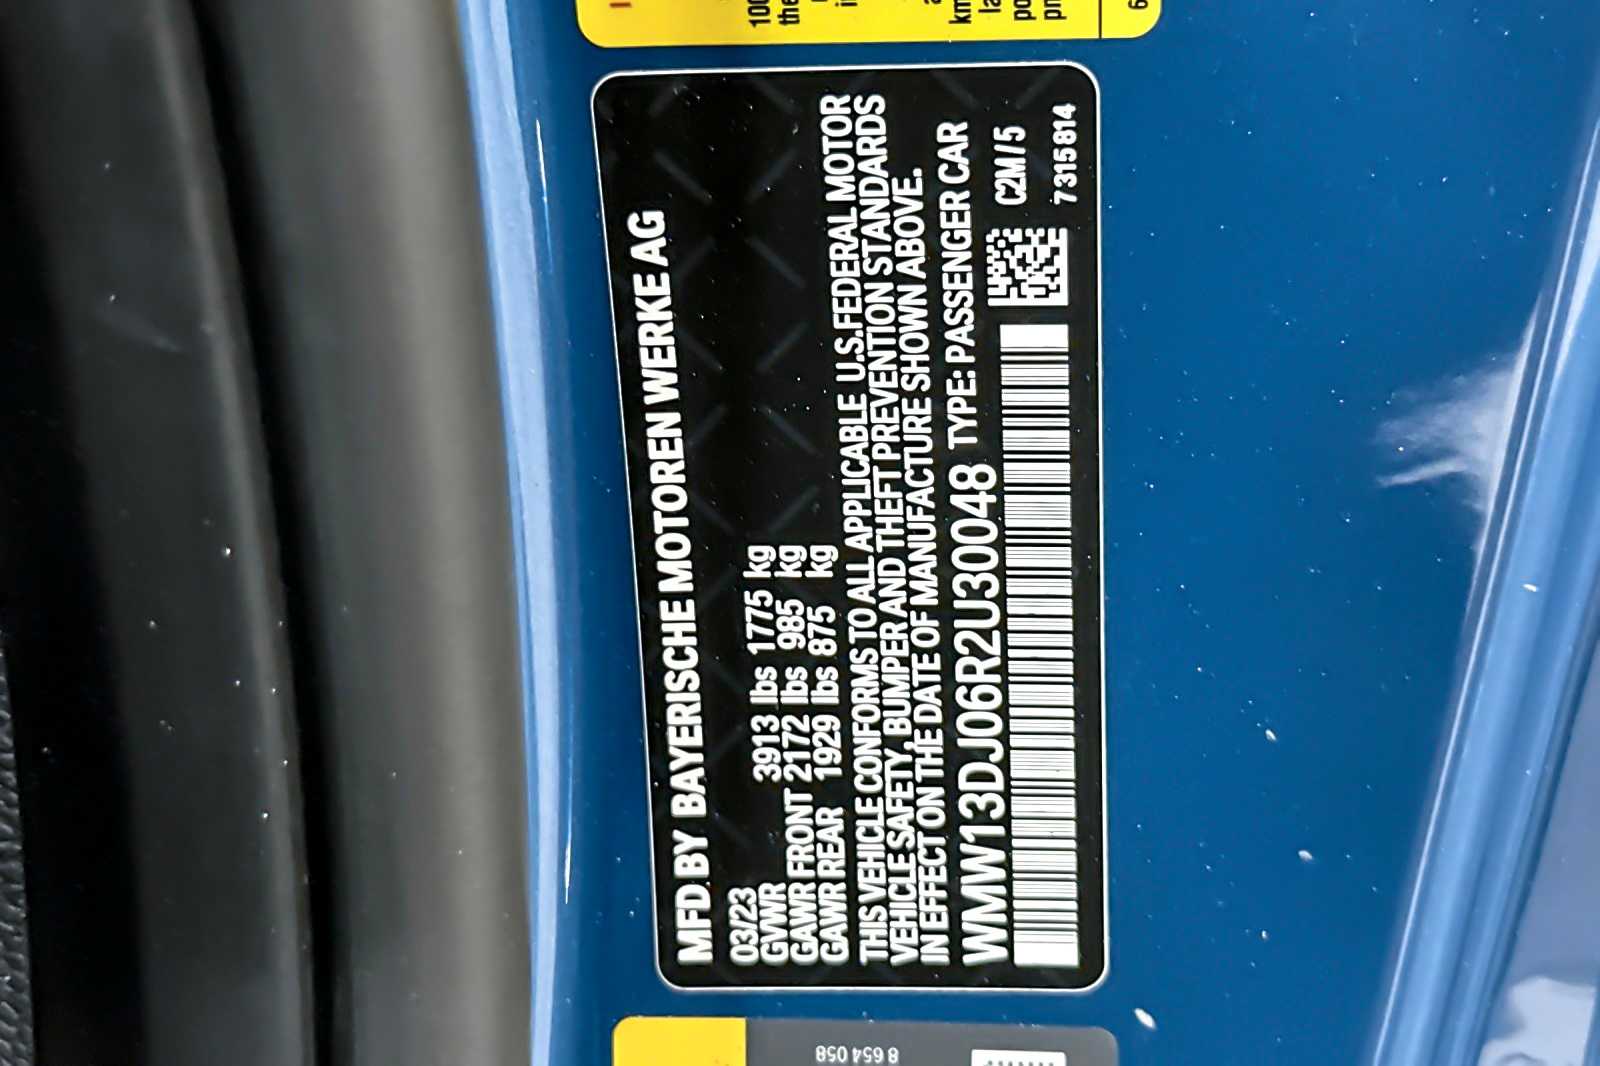 MFD BY BAYERISCHE MOTOREN WERKE AG
03/23
GVWR 3913 lbs 1775 kg
GAWR FRONT 2172 lbs 985 kg
GAWR REAR 1929 lbs 875 kg
THIS VEHICLE CONFORMS TO ALL APPLICABLE U.S.FEDERAL MOTOR
VEHICLE SAFETY, BUMPER AND THEFT PREVENTION STANDARDS
IN EFFECT ON THE DATE OF MANUFACTURE SHOWN ABOVE.
WMW13DJ06R2U30048 TYPE: PASSENGER CAR
C2M/5
7315814
8 654 058